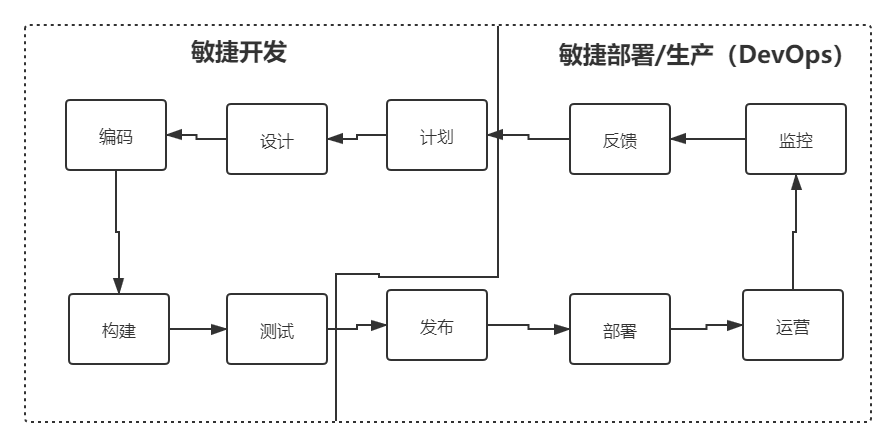 敏捷开发
敏捷部署/生产（DevOps）
编码
设计
计划
反馈
监控
构建
测试
发布
部署
运营